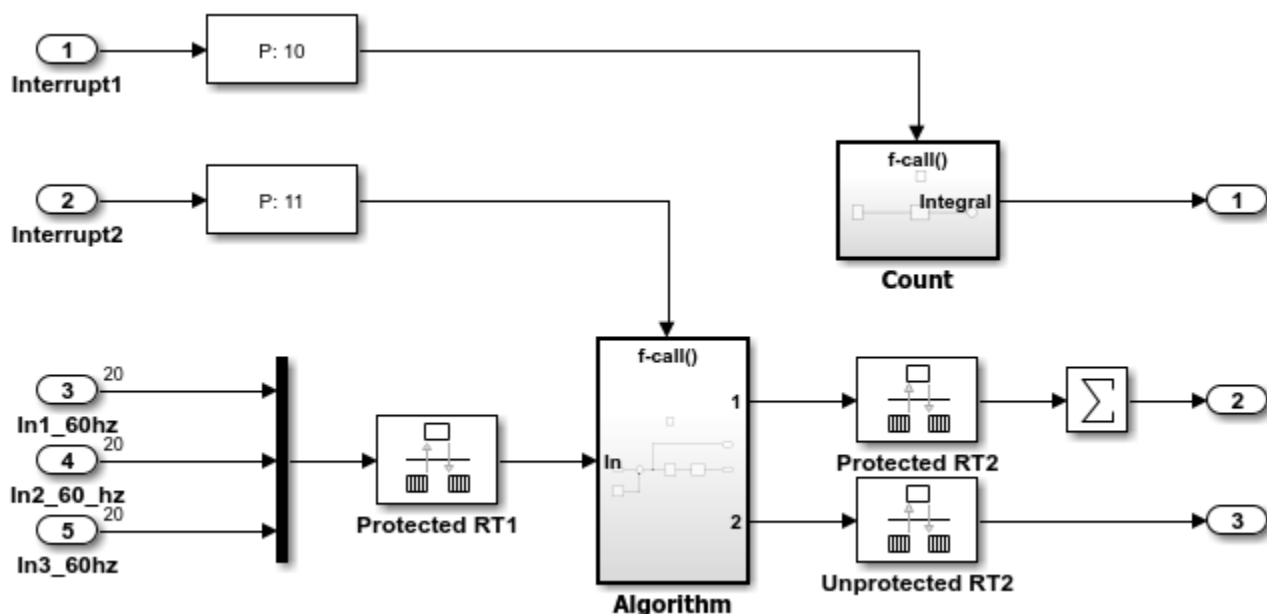 1
P: 10
Interrupt1
f-call()
2
P: 11
Integral
1
Interrupt2
Count
f-call()
3
20
1
2
In1_60hz
4
20
In
Protected RT2
In2_60_hz
5
20
Protected RT1
2
3
In3_60hz
Unprotected RT2
Algorithm
Σ